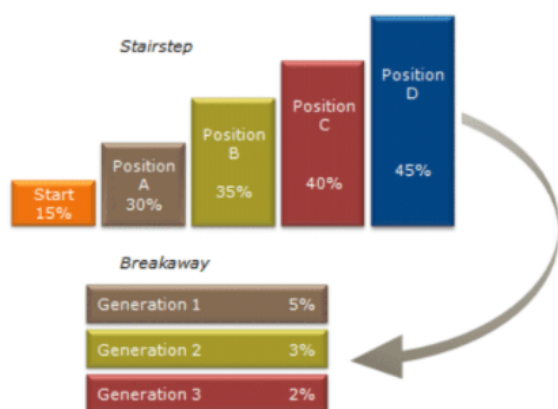 Stairstep
Start
15%
Position
A
30%
Position
B
35%
Position
C
40%
Position
D
45%
Breakaway
Generation 1 5%
Generation 2 3%
Generation 3 2%